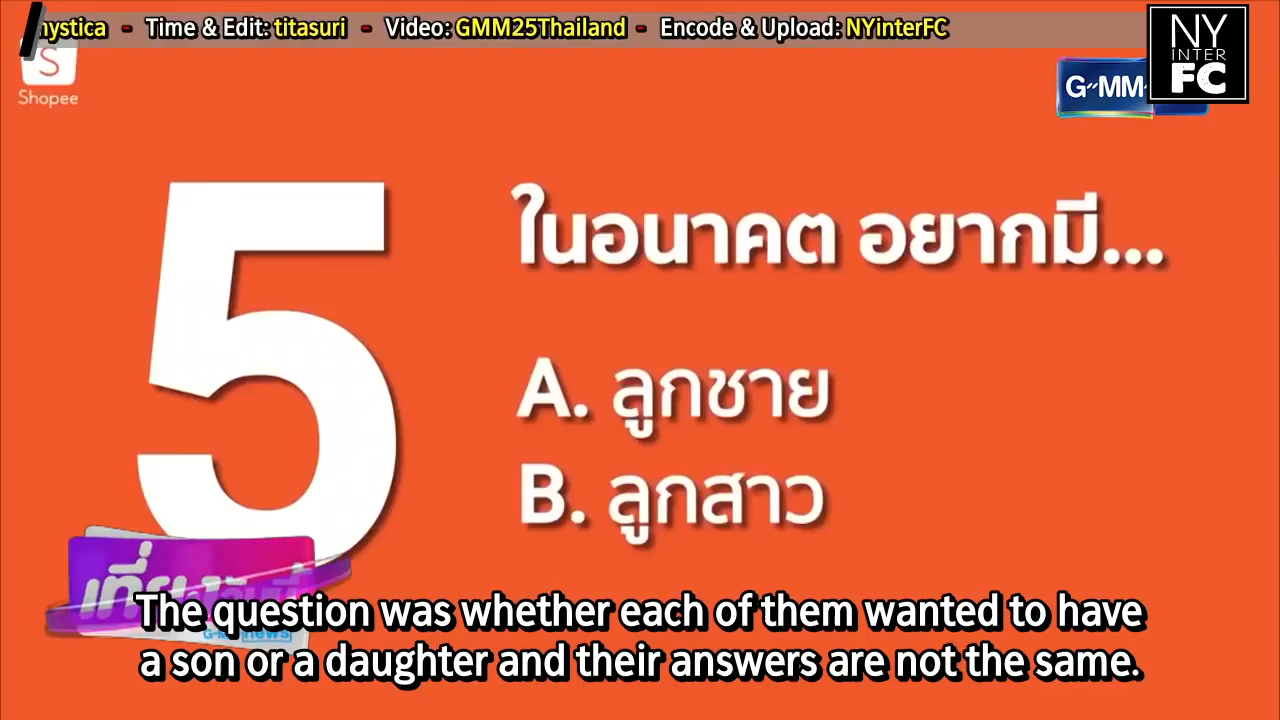 Time & Edit: titasuri - Video: GMM25Thailand - Encode & Upload: NYinterFC
S
Shopee
GMM
NY
INTER
FC
5
ในอนาคต อยากมี...
A. ลูกชาย
B. ลูกสาว
The question was whether each of them wanted to have
a son or a daughter and their answers are not the same.